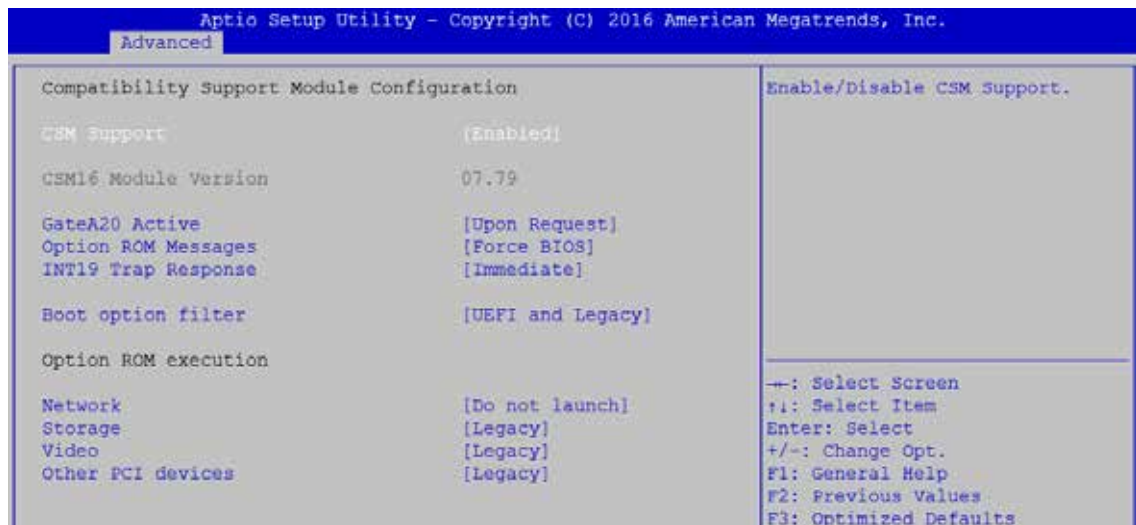 Aptio Setup Utility - Copyright (C) 2016 American Megatrends, Inc.
Advanced
Compatibility Support Module Configuration
Enable/Disable CSM Support.
CSM Support [Enabled]
CSM16 Module Version 07.79
GateA20 Active [Upon Request]
Option ROM Messages [Force BIOS]
INT19 Trap Response [Immediate]
Boot option filter [UEFI and Legacy]
Option ROM execution
Network [Do not launch]
Storage [Legacy]
Video [Legacy]
Other PCI devices [Legacy]
→←: Select Screen
↑↓: Select Item
Enter: Select
+/-: Change Opt.
F1: General Help
F2: Previous Values
F3: Optimized Defaults